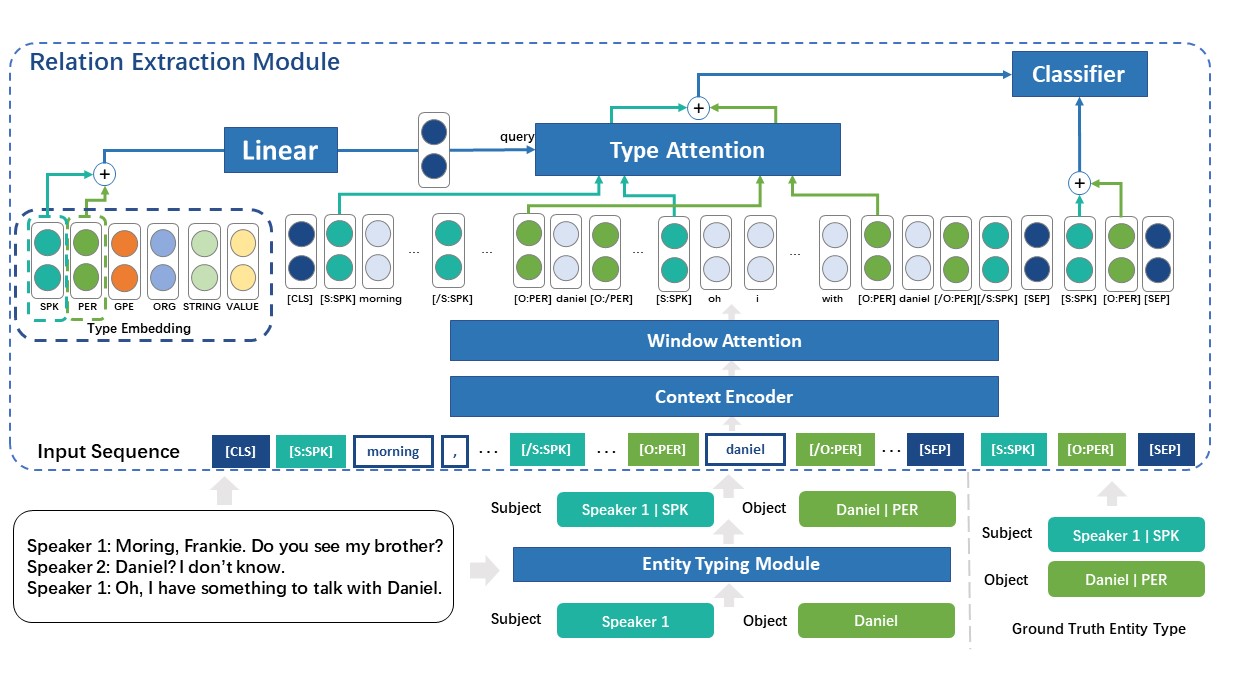 Relation Extraction Module
Classifier
+
query
Linear
Type Attention
+
+
SPK PER GPE ORG STRING VALUE
Type Embedding
[CLS] [S:SPK] morning ... [/S:SPK] ... [O:PER] daniel [O:/PER] ... [S:SPK] oh i ... with [O:PER] daniel [/O:PER] [/S:SPK] [SEP] [S:SPK] [O:PER] [SEP]
Window Attention
Context Encoder
Input Sequence [CLS] [S:SPK] morning , ... [/S:SPK] ... [O:PER] daniel [/O:PER] ... [SEP] [S:SPK] [O:PER] [SEP]
Subject Speaker 1 | SPK Object Daniel | PER
Speaker 1: Moring, Frankie. Do you see my brother?
Speaker 2: Daniel? I don't know.
Speaker 1: Oh, I have something to talk with Daniel.
Entity Typing Module
Subject Speaker 1 Object Daniel
Subject Speaker 1 | SPK
Object Daniel | PER
Ground Truth Entity Type